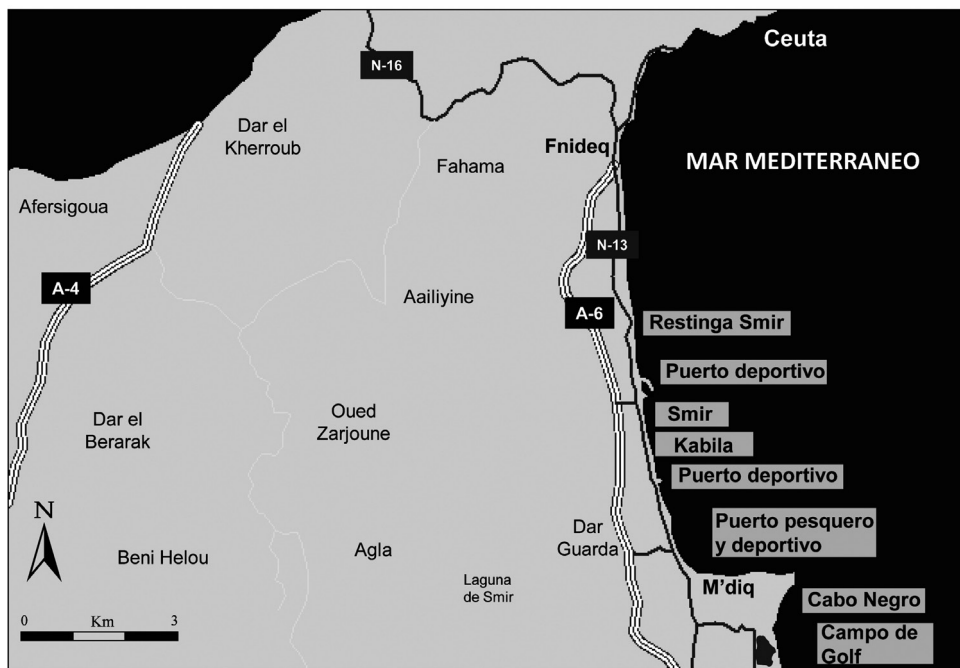 Ceuta
N-16
Dar el
Kherroub
Fnideq
MAR MEDITERRANEO
Fahama
Afersigoua
N-13
A-4
Aailiyine
A-6
Restinga Smir
Puerto deportivo
Smir
Oued
Zarjoune
Dar el
Berarak
Kabila
Puerto deportivo
N
Puerto pesquero
y deportivo
Dar
Guarda
Beni Helou
Agla
Laguna
de Smir
M'diq
Cabo Negro
0 Km 3
Campo de
Golf